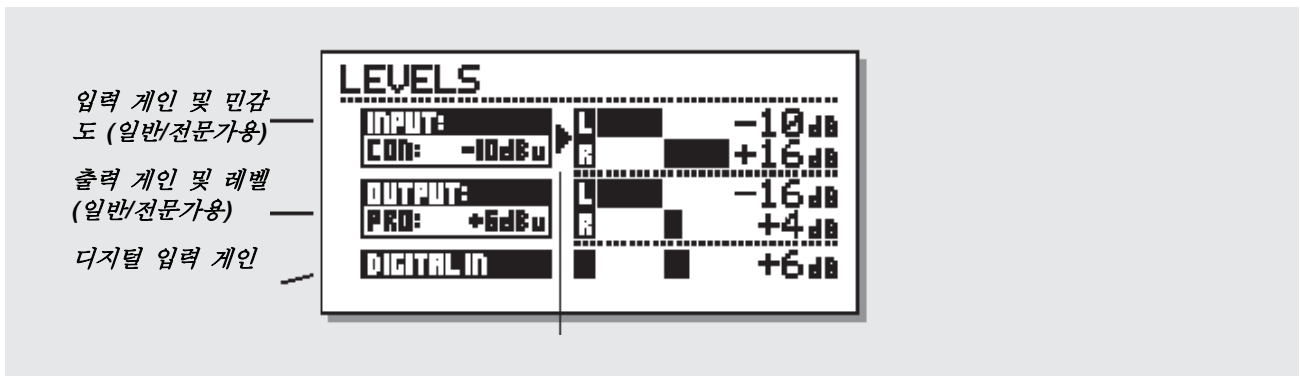 입력 게인 및 민감
도 (일반/전문가용)
출력 게인 및 레벨
(일반/전문가용)
디지털 입력 게인
LEVELS
INPUT:
CON: -10dBu
L -10dB
R +16dB
OUTPUT:
PRO: +6dBu
L -16dB
R +4dB
DIGITAL IN +6dB